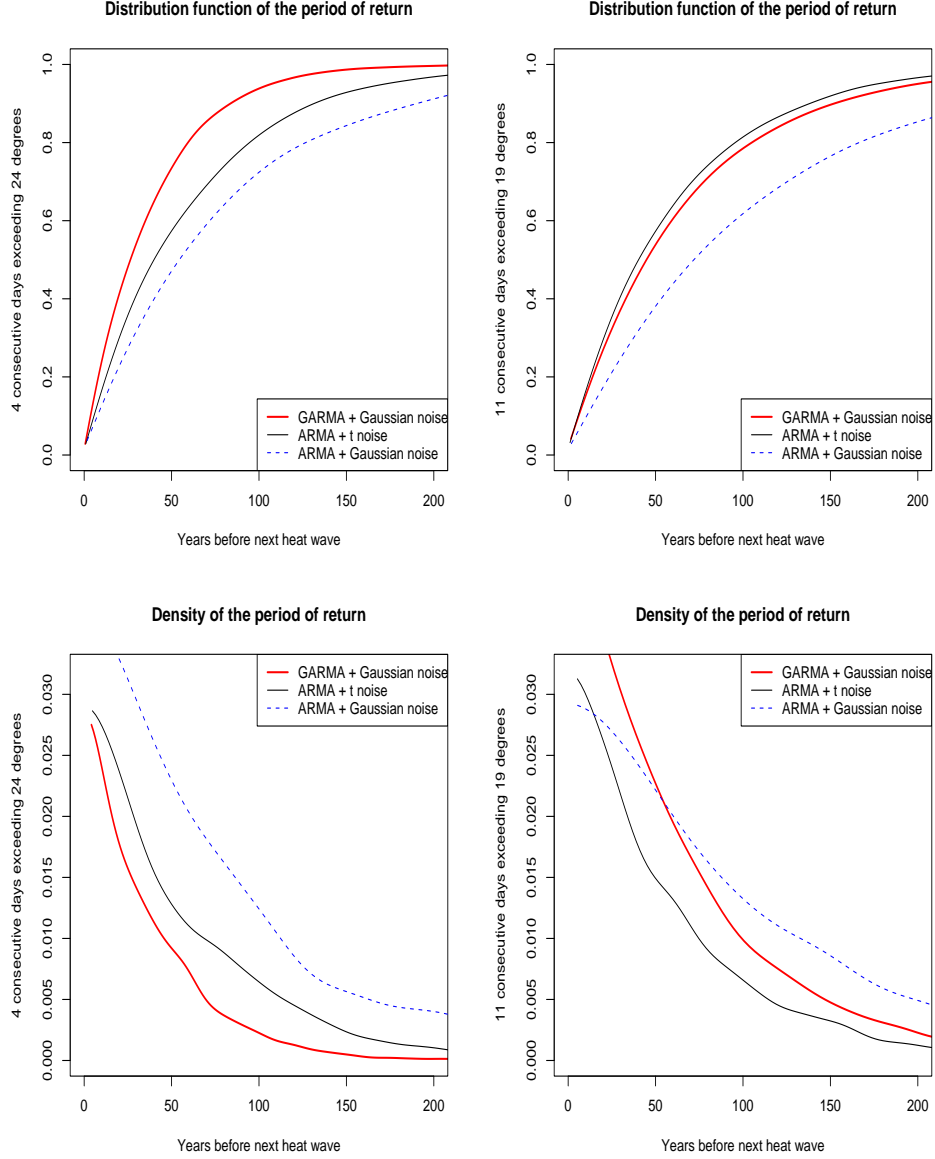 Distribution function of the period of return
4 consecutive days exceeding 24 degrees
1.0
0.8
0.6
0.4
0.2
0.0
GARMA + Gaussian noise
ARMA + t noise
ARMA + Gaussian noise
0 50 100 150 200
Years before next heat wave
Distribution function of the period of return
11 consecutive days exceeding 19 degrees
1.0
0.8
0.6
0.4
0.2
0.0
GARMA + Gaussian noise
ARMA + t noise
ARMA + Gaussian noise
0 50 100 150 200
Years before next heat wave
Density of the period of return
4 consecutive days exceeding 24 degrees
0.030
0.025
0.020
0.015
0.010
0.005
0.000
GARMA + Gaussian noise
ARMA + t noise
ARMA + Gaussian noise
0 50 100 150 200
Years before next heat wave
Density of the period of return
11 consecutive days exceeding 19 degrees
0.030
0.025
0.020
0.015
0.010
0.005
0.000
GARMA + Gaussian noise
ARMA + t noise
ARMA + Gaussian noise
0 50 100 150 200
Years before next heat wave